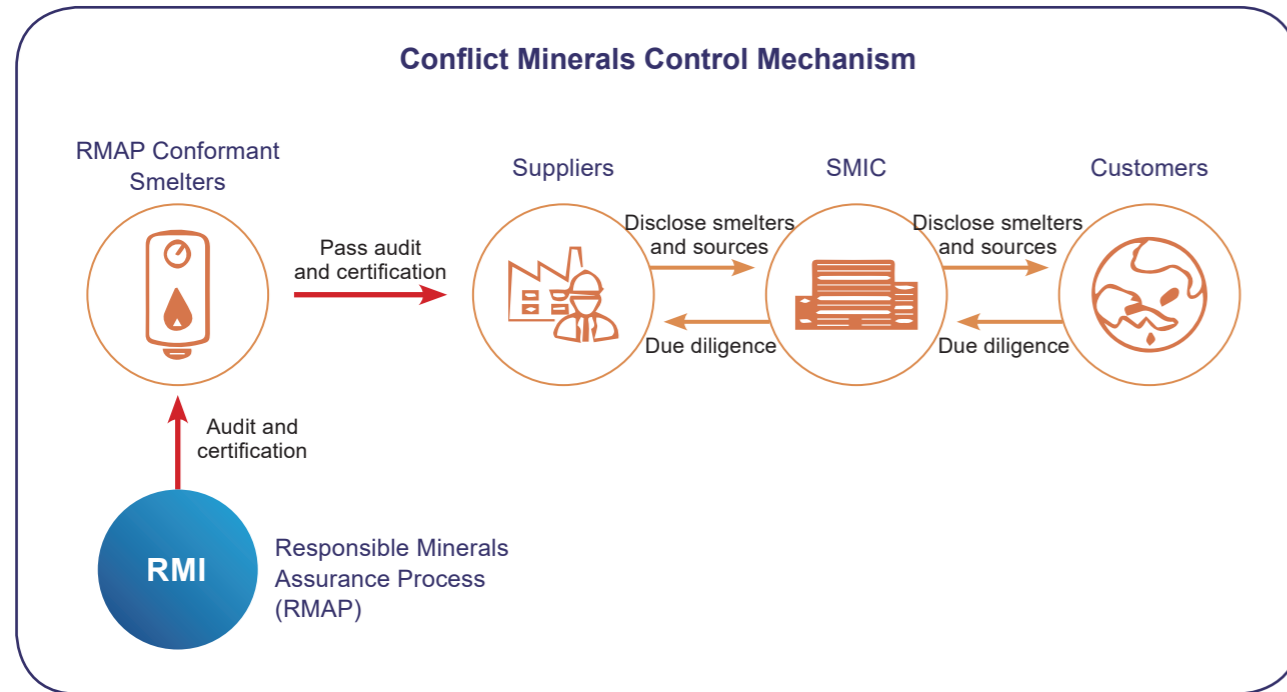 Conflict Minerals Control Mechanism
RMAP Conformant
Smelters
Suppliers
SMIC
Customers
Pass audit
and certification
Disclose smelters
and sources
Disclose smelters
and sources
Due diligence
Due diligence
Audit and
certification
RMI
Responsible Minerals
Assurance Process
(RMAP)